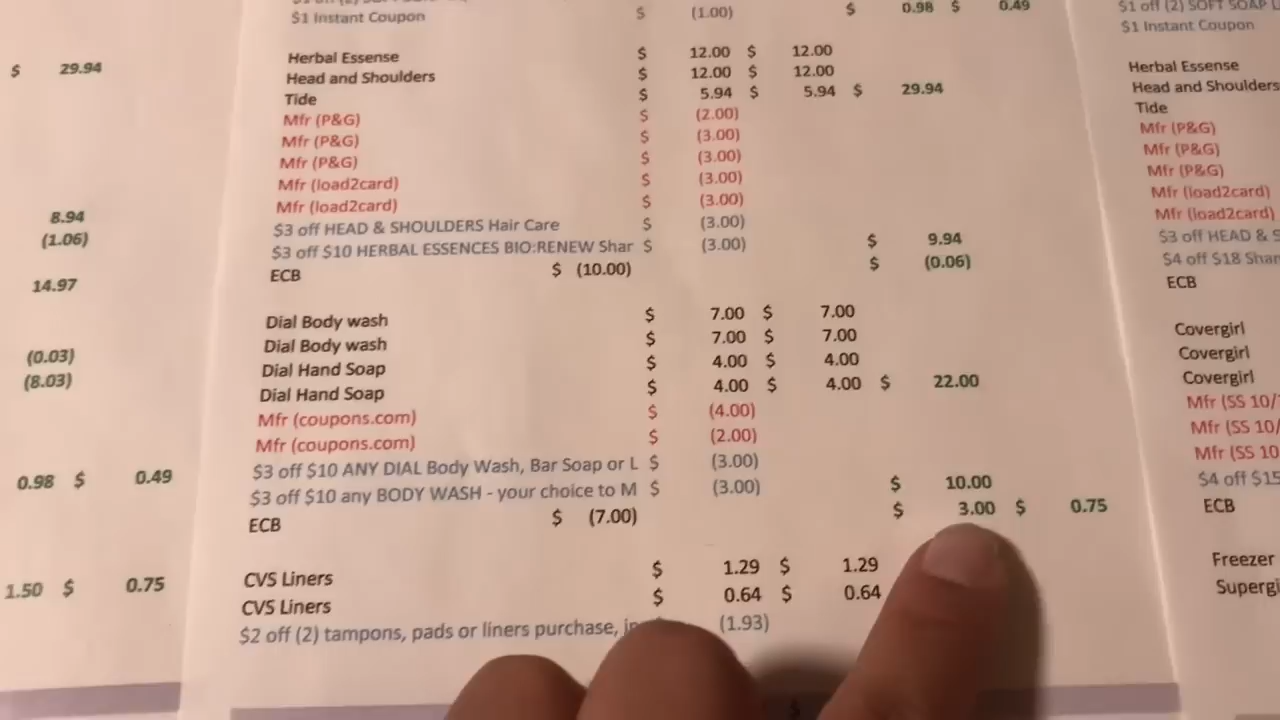 $ 29.94
8.94
(1.06)
14.97
(0.03)
(8.03)
0.98 $ 0.49
1.50 $ 0.75
$1 Instant Coupon $ (1.00) $ 0.98 $ 0.49
Herbal Essense $ 12.00 $ 12.00
Head and Shoulders $ 12.00 $ 12.00
Tide $ 5.94 $ 5.94 $ 29.94
Mfr (P&G) $ (2.00)
Mfr (P&G) $ (3.00)
Mfr (P&G) $ (3.00)
Mfr (load2card) $ (3.00)
Mfr (load2card) $ (3.00)
$3 off HEAD & SHOULDERS Hair Care $ (3.00)
$3 off $10 HERBAL ESSENCES BIO:RENEW Shar $ (3.00) $ 9.94
ECB $ (10.00) $ (0.06)
Dial Body wash $ 7.00 $ 7.00
Dial Body wash $ 7.00 $ 7.00
Dial Hand Soap $ 4.00 $ 4.00
Dial Hand Soap $ 4.00 $ 4.00 $ 22.00
Mfr (coupons.com) $ (4.00)
Mfr (coupons.com) $ (2.00)
$3 off $10 ANY DIAL Body Wash, Bar Soap or L $ (3.00)
$3 off $10 any BODY WASH - your choice to M $ (3.00) $ 10.00
ECB $ (7.00) $ 3.00 $ 0.75
CVS Liners $ 1.29 $ 1.29
CVS Liners $ 0.64 $ 0.64
$2 off (2) tampons, pads or liners purchase, (1.93)
$1 off (2) SOFT SOAP L
$1 Instant Coupon
Herbal Essense
Head and Shoulders
Tide
Mfr (P&G)
Mfr (P&G)
Mfr (P&G)
Mfr (load2card)
Mfr (load2card)
$3 off HEAD & S
$4 off $18 Shar
ECB
Covergirl
Covergirl
Covergirl
Mfr (SS 10/
Mfr (SS 10/
Mfr (SS 10
$4 off $15
ECB
Freezer
Supergi